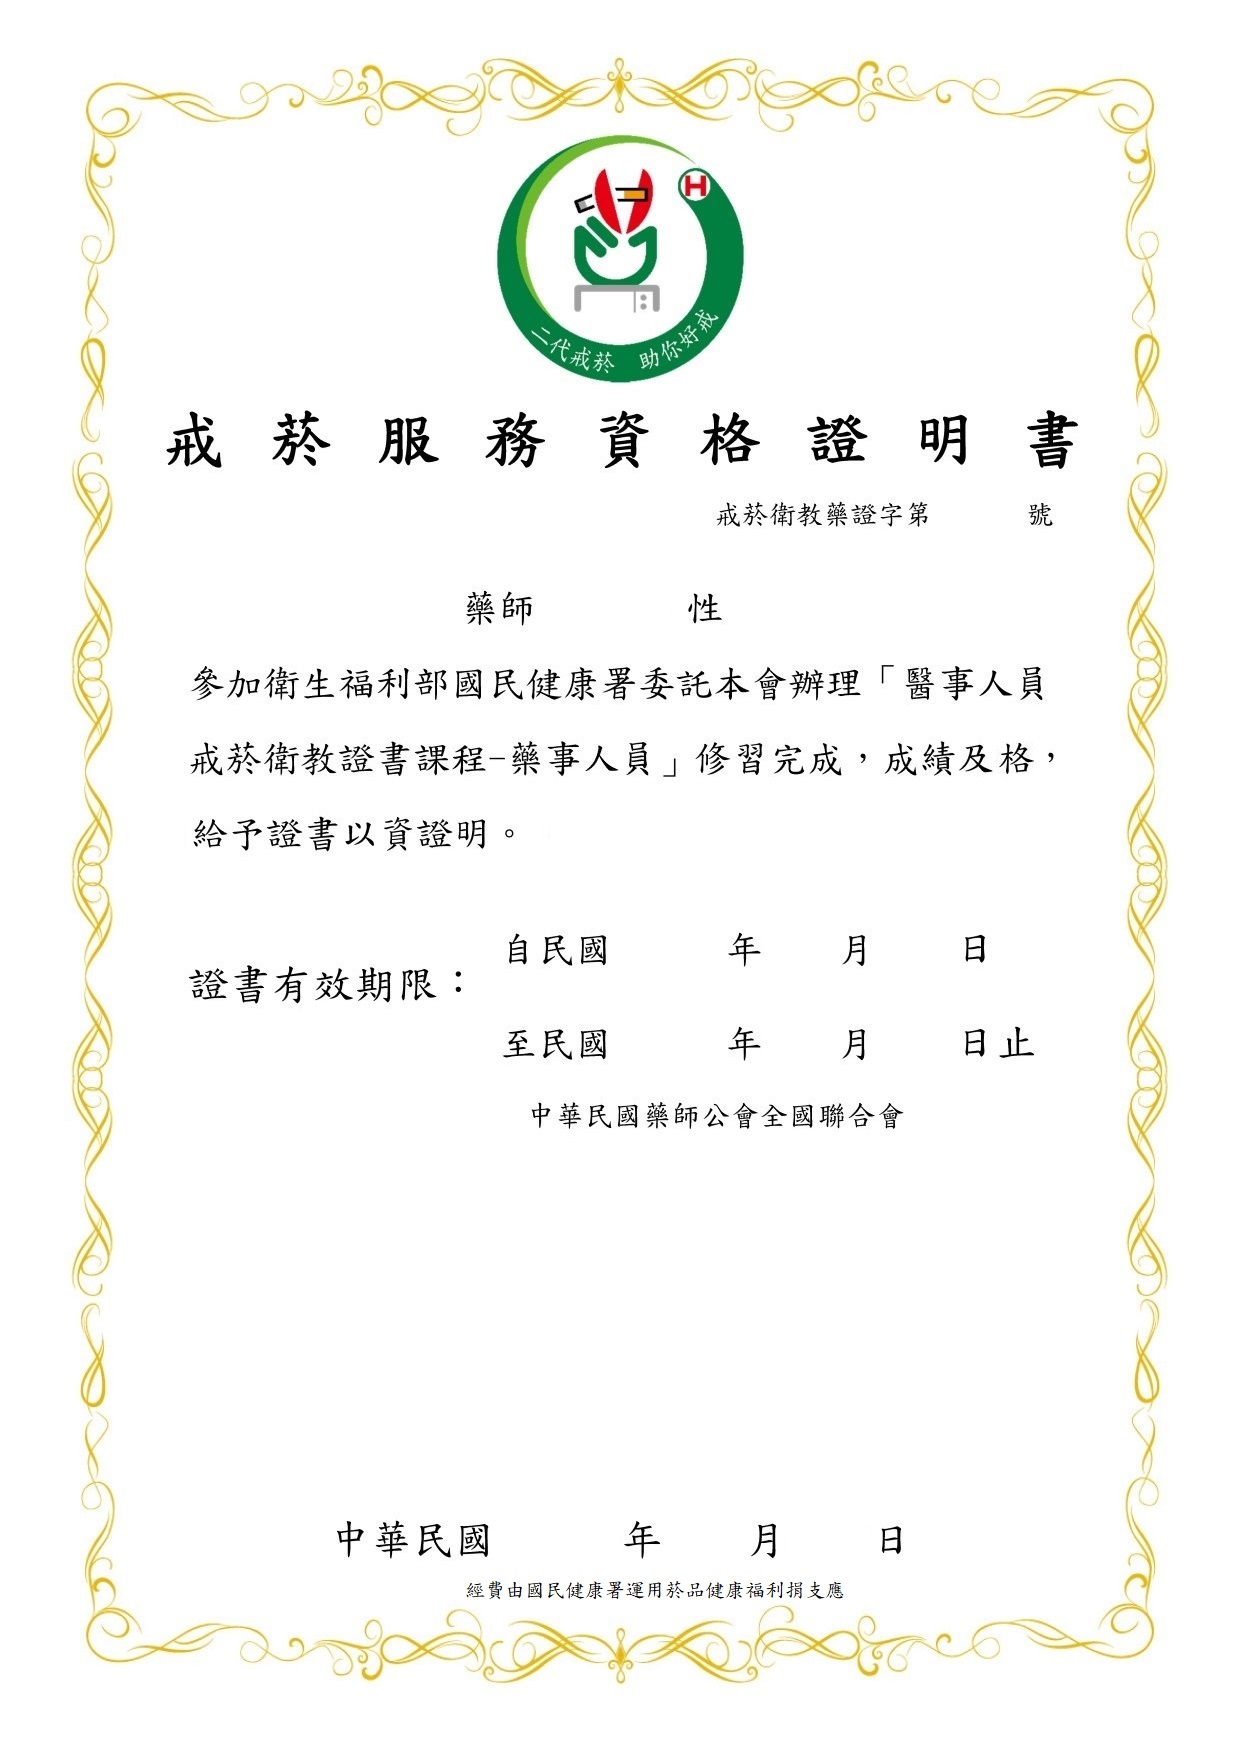 H
二代戒菸　助你好戒
戒菸服務資格證明書
戒菸衛教藥證字第　　　號
藥師　　　　性
參加衛生福利部國民健康署委託本會辦理「醫事人員
戒菸衛教證書課程-藥事人員」修習完成，成績及格，
給予證書以資證明。
自民國　　　年　　月　　日
證書有效期限：
至民國　　　年　　月　　日止
中華民國藥師公會全國聯合會
中華民國　　　年　　月　　日
經費由國民健康署運用菸品健康福利捐支應